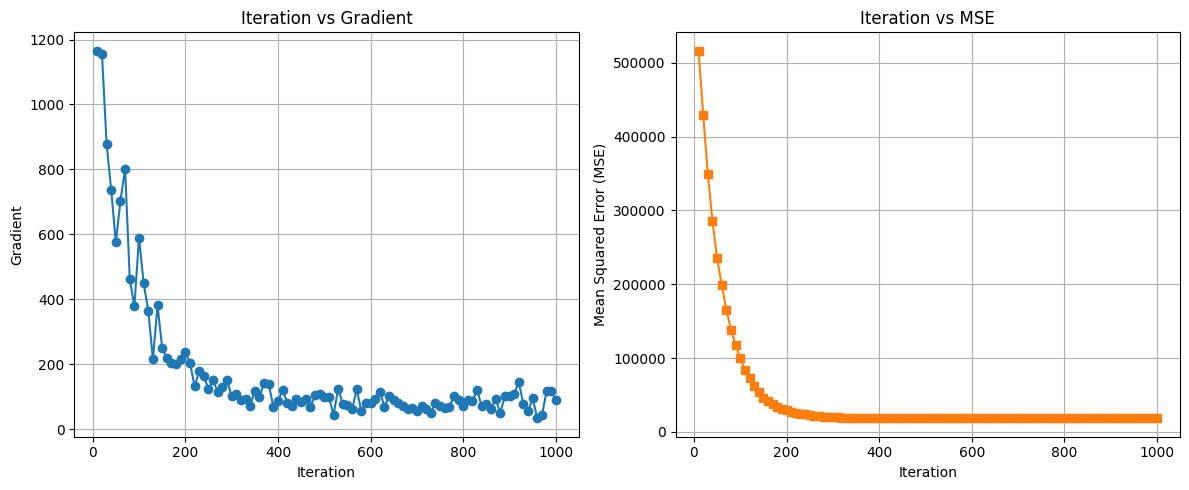 Iteration vs Gradient
1200
1000
800
600
400
200
0
Gradient
0 200 400 600 800 1000
Iteration
Iteration vs MSE
500000
400000
300000
200000
100000
0
Mean Squared Error (MSE)
0 200 400 600 800 1000
Iteration